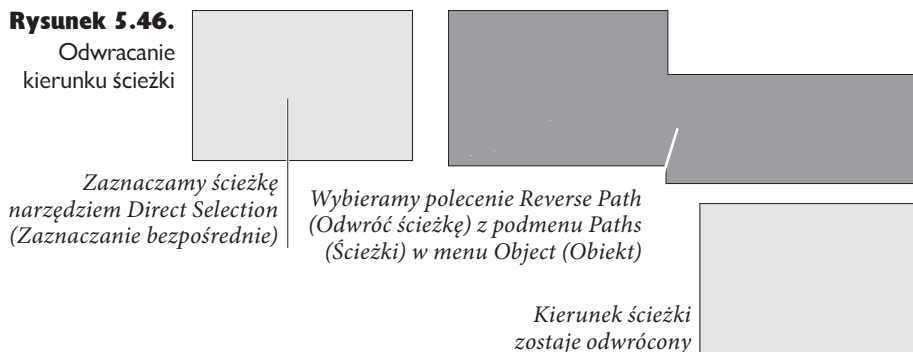 Rysunek 5.46.
Odwracanie
kierunku ścieżki
Zaznaczamy ścieżkę
narzędziem Direct Selection
(Zaznaczanie bezpośrednie)
Wybieramy polecenie Reverse Path
(Odwróć ścieżkę) z podmenu Paths
(Ścieżki) w menu Object (Obiekt)
Kierunek ścieżki
zostaje odwrócony